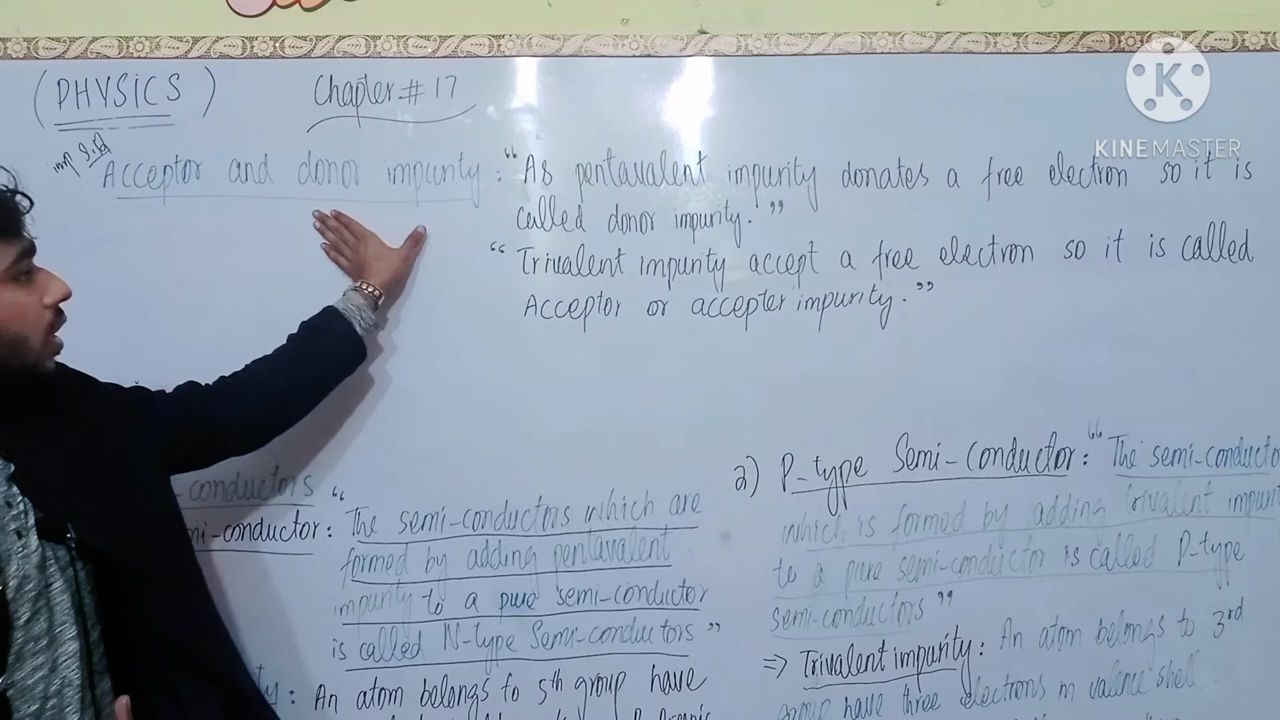 (PHYSICS) Chapter # 17
KINEMASTER
imp S.Q
Acceptor and donor impurity: "As pentavalent impurity donates a free electron so it is
called donor impurity."
"Trivalent impurity accept a free electron so it is called
Acceptor or accepter impurity."
-conductors
mi-conductor: "The semi-conductors which are
formed by adding pentavalent
impurity to a pure semi-conductor
is called N-type Semi-conductors"
ty: An atom belongs to 5th group have
2) P-type Semi-Conductor: "The semi-conducto
which is formed by adding trivalent impuri
to a pure semi-conductor is called P-type
semi-conductors"
=> Trivalent impurity: An atom belongs to 3rd
group have three electrons in valence shell